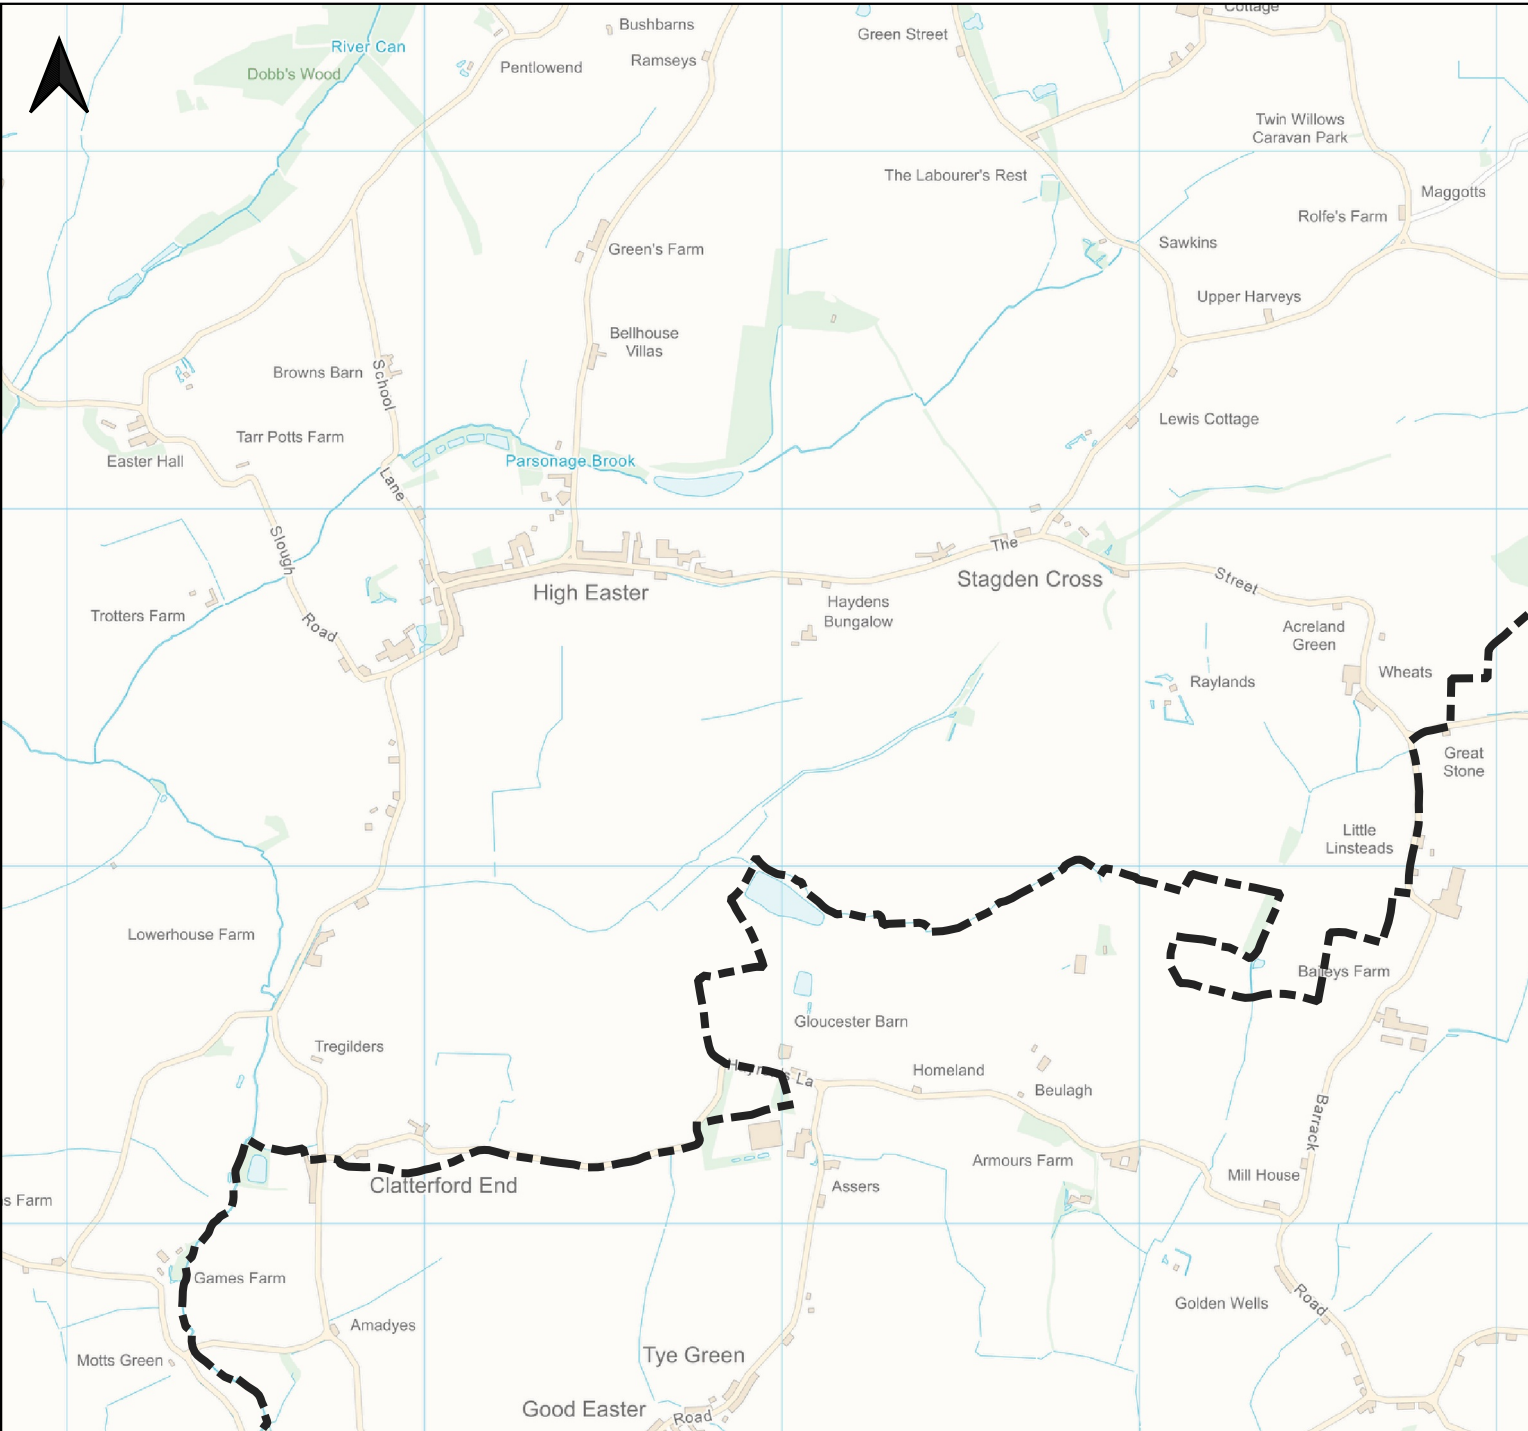 Cottage
Bushbarns
Green Street
River Can
Ramseys
Pentlowend
Dobb's Wood
Twin Willows
Caravan Park
The Labourer's Rest
Maggotts
Rolfe's Farm
Sawkins
Green's Farm
Upper Harveys
Bellhouse
Villas
Browns Barn
School
Lane
Lewis Cottage
Tarr Potts Farm
Easter Hall
Parsonage Brook
Slough
Road
The
Street
Stagden Cross
High Easter
Haydens
Bungalow
Trotters Farm
Acreland
Green
Wheats
Raylands
Great
Stone
Little
Linsteads
Lowerhouse Farm
Baileys Farm
Gloucester Barn
Tregilders
La
Homeland
Beulagh
Barrack
Road
Armours Farm
Mill House
Clatterford End
Assers
s Farm
Games Farm
Golden Wells
Amadyes
Motts Green
Tye Green
Good Easter
Road